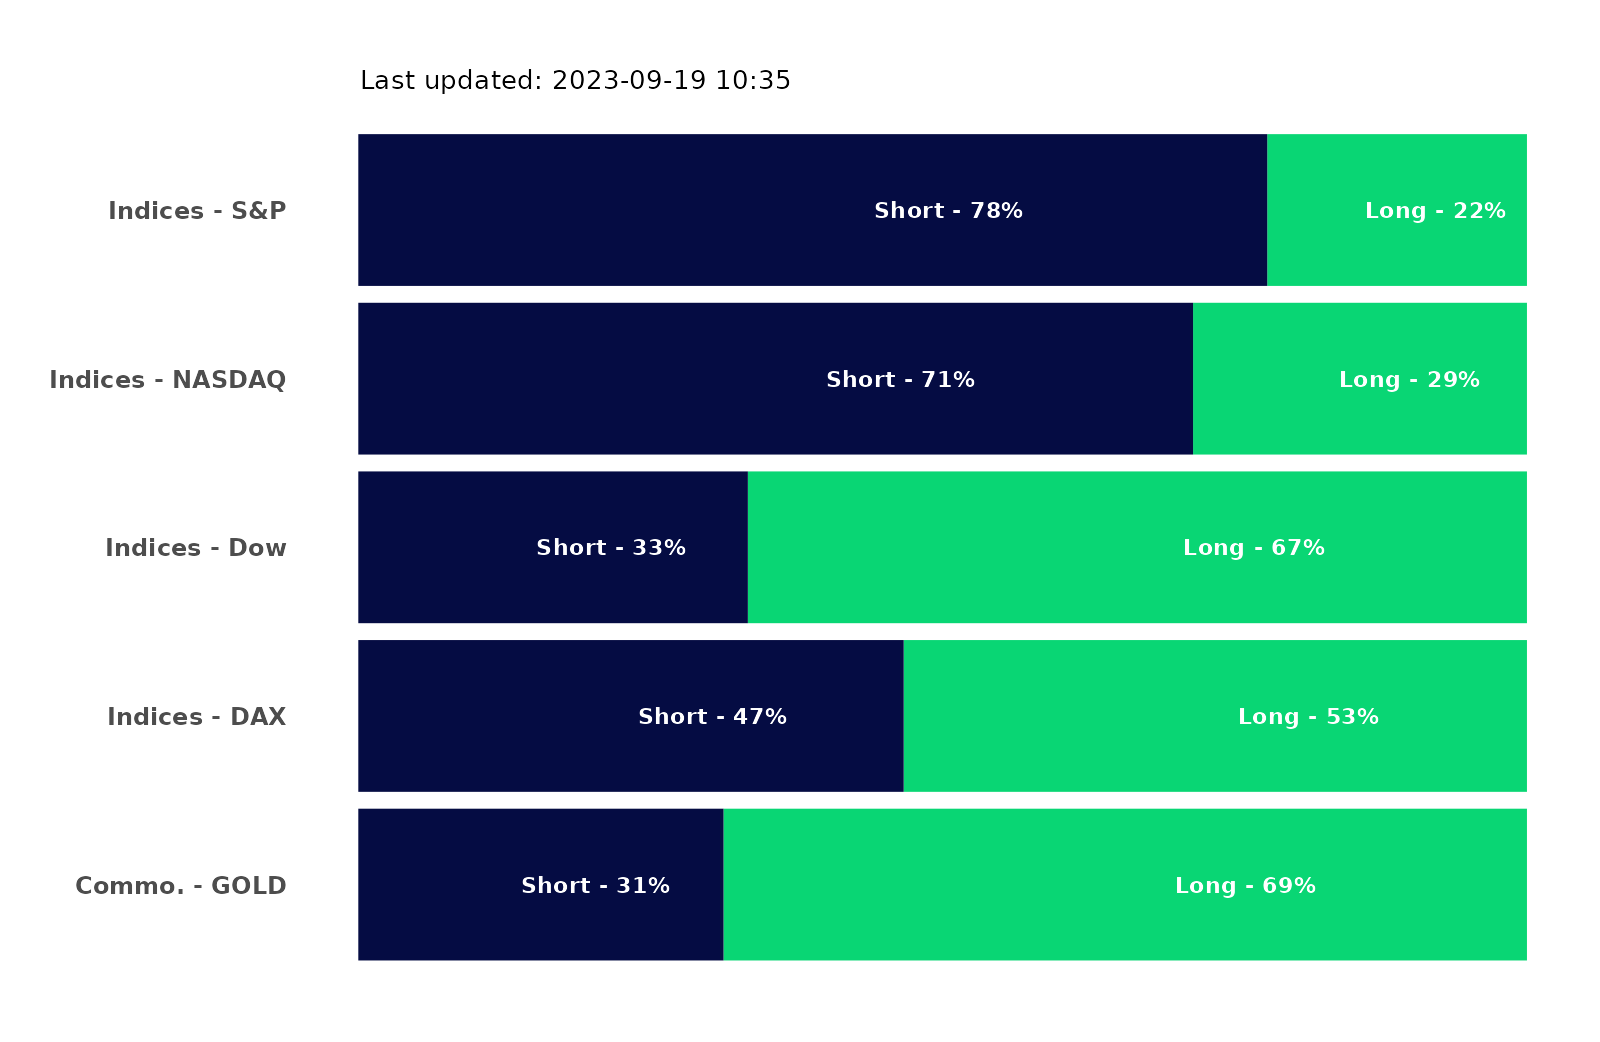 Last updated: 2023-09-19 10:35
Indices - S&P Short - 78% Long - 22%
Indices - NASDAQ Short - 71% Long - 29%
Indices - Dow Short - 33% Long - 67%
Indices - DAX Short - 47% Long - 53%
Commo. - GOLD Short - 31% Long - 69%